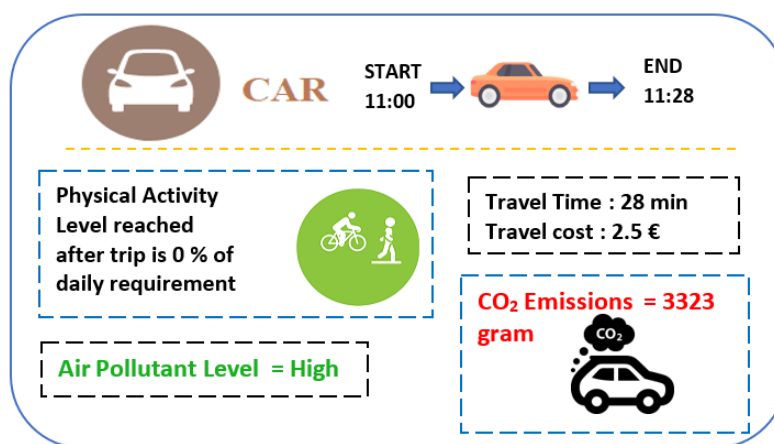 CAR
START
11:00
END
11:28
Physical Activity
Level reached
after trip is 0 % of
daily requirement
Travel Time : 28 min
Travel cost : 2.5 €
CO₂ Emissions = 3323
gram
CO₂
Air Pollutant Level = High